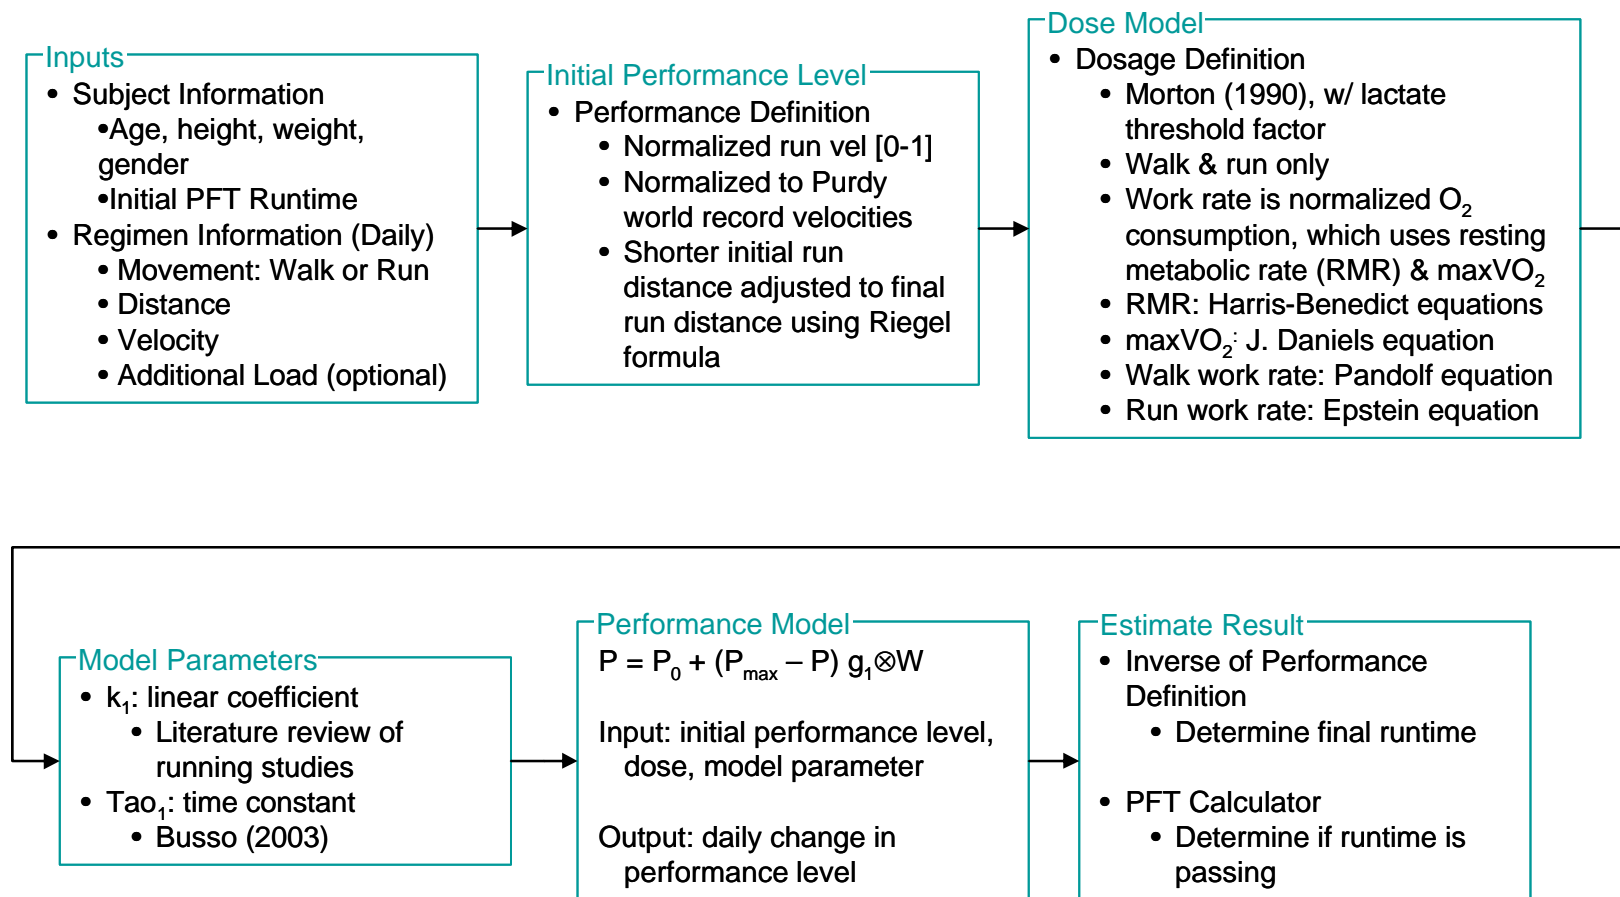 Inputs
• Subject Information
•Age, height, weight,
gender
•Initial PFT Runtime
• Regimen Information (Daily)
• Movement: Walk or Run
• Distance
• Velocity
• Additional Load (optional)
Initial Performance Level
• Performance Definition
• Normalized run vel [0-1]
• Normalized to Purdy
world record velocities
• Shorter initial run
distance adjusted to final
run distance using Riegel
formula
Dose Model
• Dosage Definition
• Morton (1990), w/ lactate
threshold factor
• Walk & run only
• Work rate is normalized O₂
consumption, which uses resting
metabolic rate (RMR) & maxVO₂
• RMR: Harris-Benedict equations
• maxVO₂: J. Daniels equation
• Walk work rate: Pandolf equation
• Run work rate: Epstein equation
Model Parameters
• k₁: linear coefficient
• Literature review of
running studies
• Tao₁: time constant
• Busso (2003)
Performance Model
P = P₀ + (Pₘₐₓ – P) g₁⊗W
Input: initial performance level,
dose, model parameter
Output: daily change in
performance level
Estimate Result
• Inverse of Performance
Definition
• Determine final runtime
• PFT Calculator
• Determine if runtime is
passing